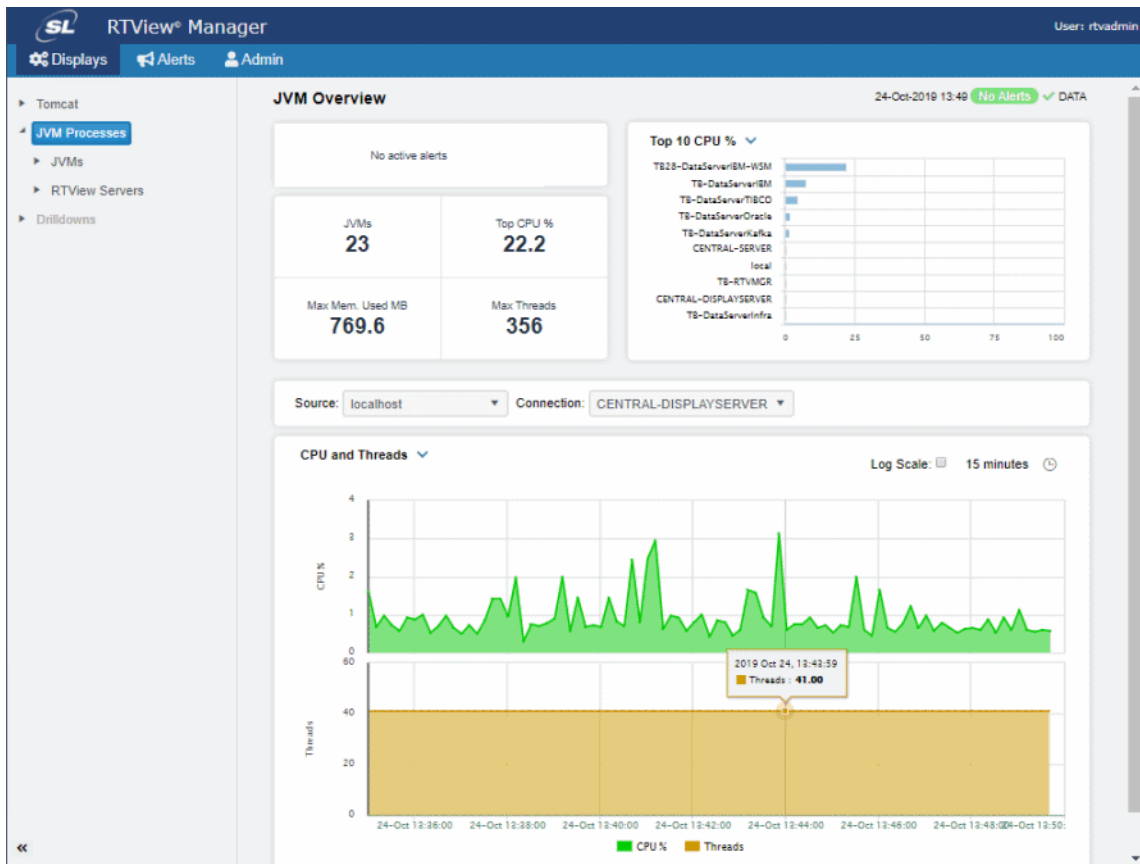 SL RTView® Manager User: rtvadmin
Displays Alerts Admin
Tomcat
JVM Processes
JVMs
RTView Servers
Drilldowns
JVM Overview
24-Oct-2019 13:49 No Alerts DATA
No active alerts
JVMs
23
Top CPU %
22.2
Max Mem. Used MB
769.6
Max Threads
356
Top 10 CPU %
TB28-DataServerIBM-WSM
TB-DataServerIBM
TB-DataServerTIBCO
TB-DataServerOracle
TB-DataServerKafka
CENTRAL-SERVER
local
TB-RTVMGR
CENTRAL-DISPLAYSERVER
TB-DataServerInfra
0 25 50 75 100
Source: localhost Connection: CENTRAL-DISPLAYSERVER
CPU and Threads
Log Scale: 15 minutes
4
3
2
1
0
CPU %
2019 Oct 24, 13:43:59
Threads : 41.00
60
40
20
0
Threads
24-Oct 13:36:00 24-Oct 13:38:00 24-Oct 13:40:00 24-Oct 13:42:00 24-Oct 13:44:00 24-Oct 13:46:00 24-Oct 13:48:00 24-Oct 13:50:
CPU % Threads
«